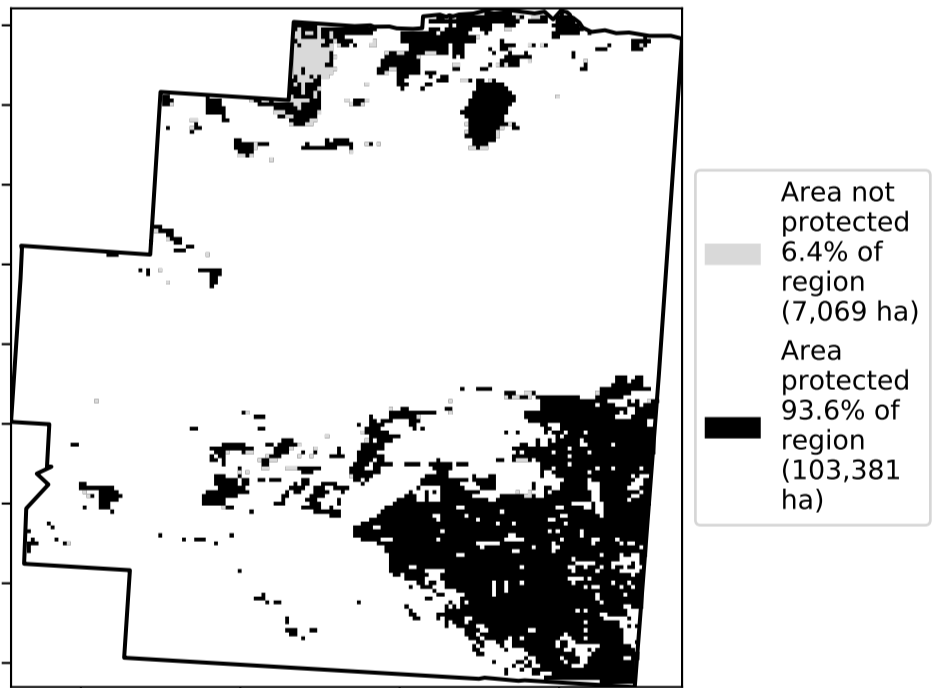 Area not
protected
6.4% of
region
(7,069 ha)
Area
protected
93.6% of
region
(103,381
ha)